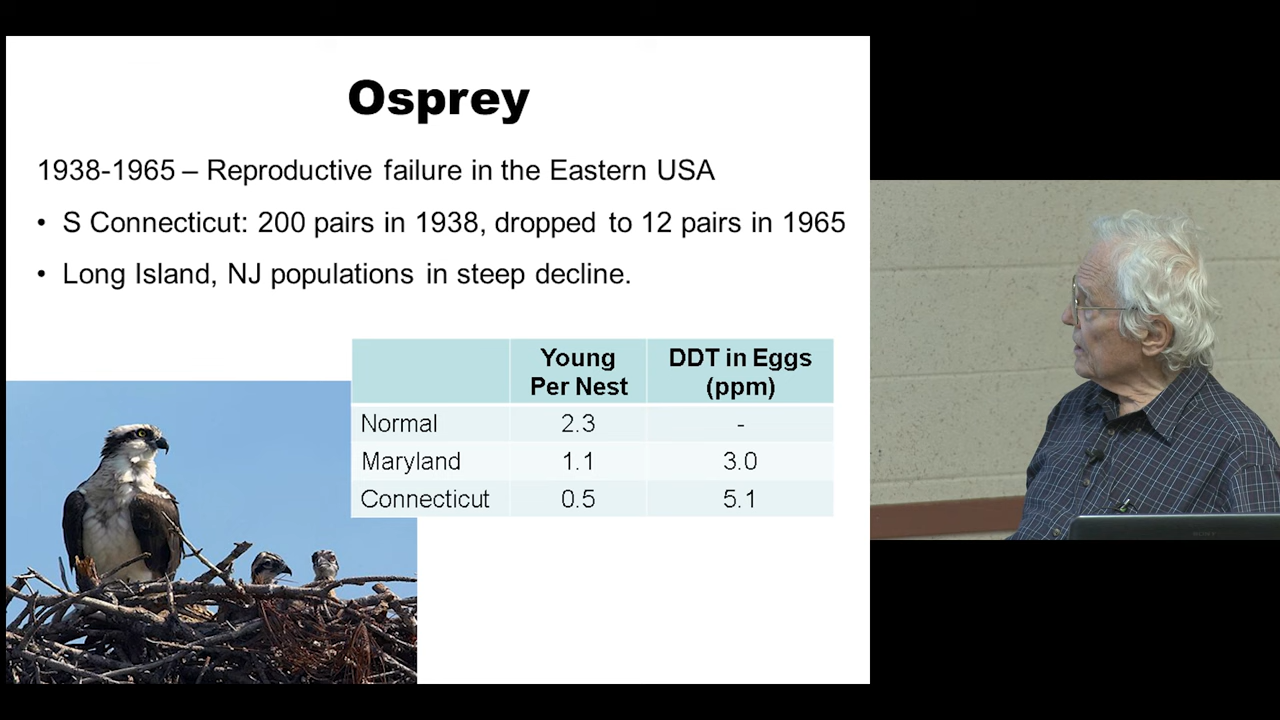 Osprey
1938-1965 – Reproductive failure in the Eastern USA
• S Connecticut: 200 pairs in 1938, dropped to 12 pairs in 1965
• Long Island, NJ populations in steep decline.
Young DDT in Eggs
Per Nest (ppm)
Normal 2.3 -
Maryland 1.1 3.0
Connecticut 0.5 5.1
SONY